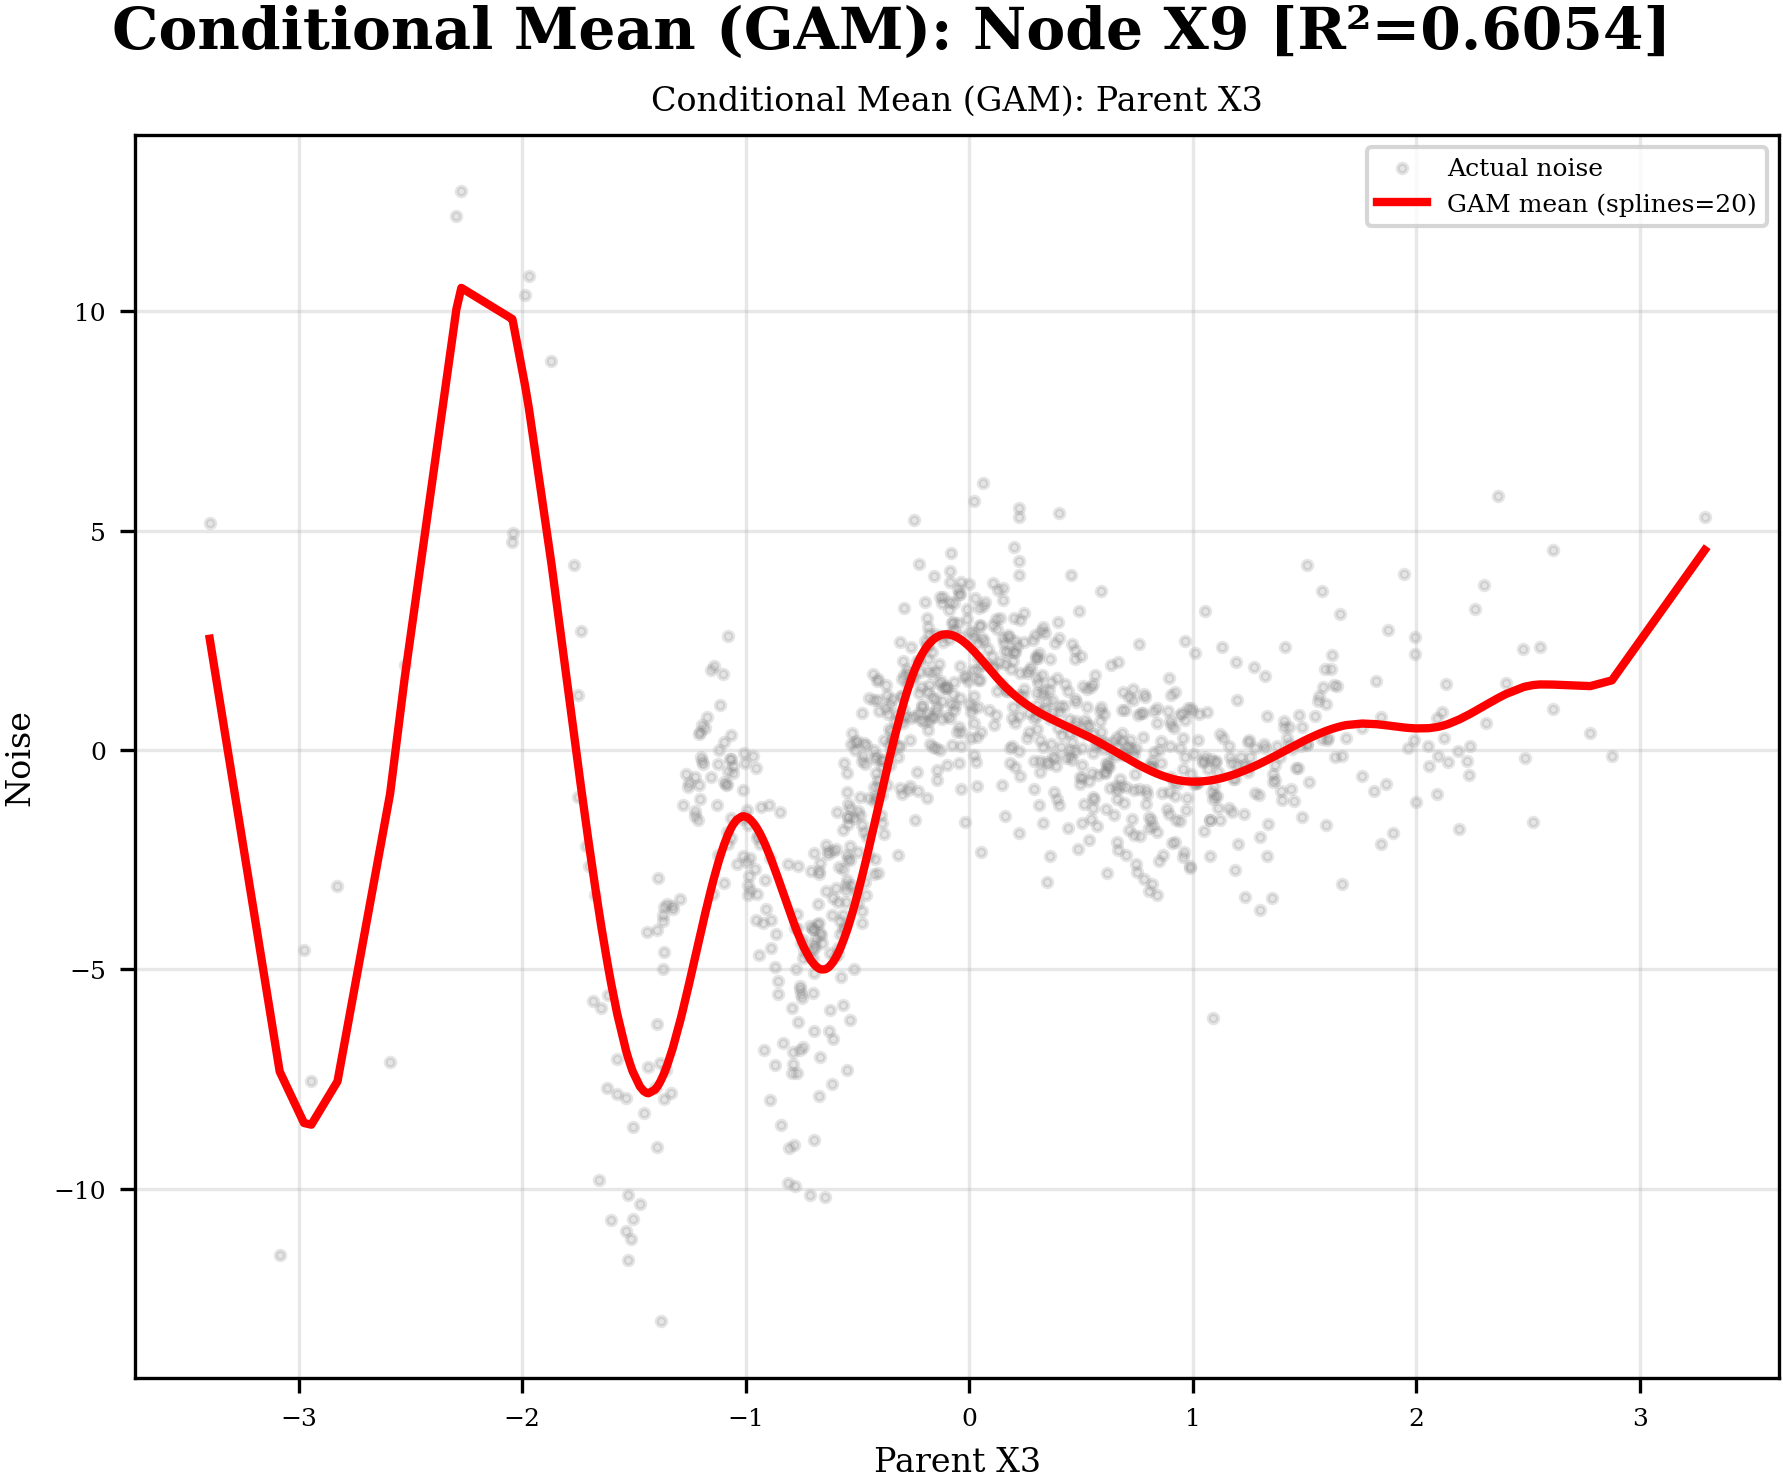 Conditional Mean (GAM): Node X9 [R²=0.6054]
Conditional Mean (GAM): Parent X3
Actual noise
GAM mean (splines=20)
10
5
0
−5
−10
Noise
−3
−2
−1
0
1
2
3
Parent X3